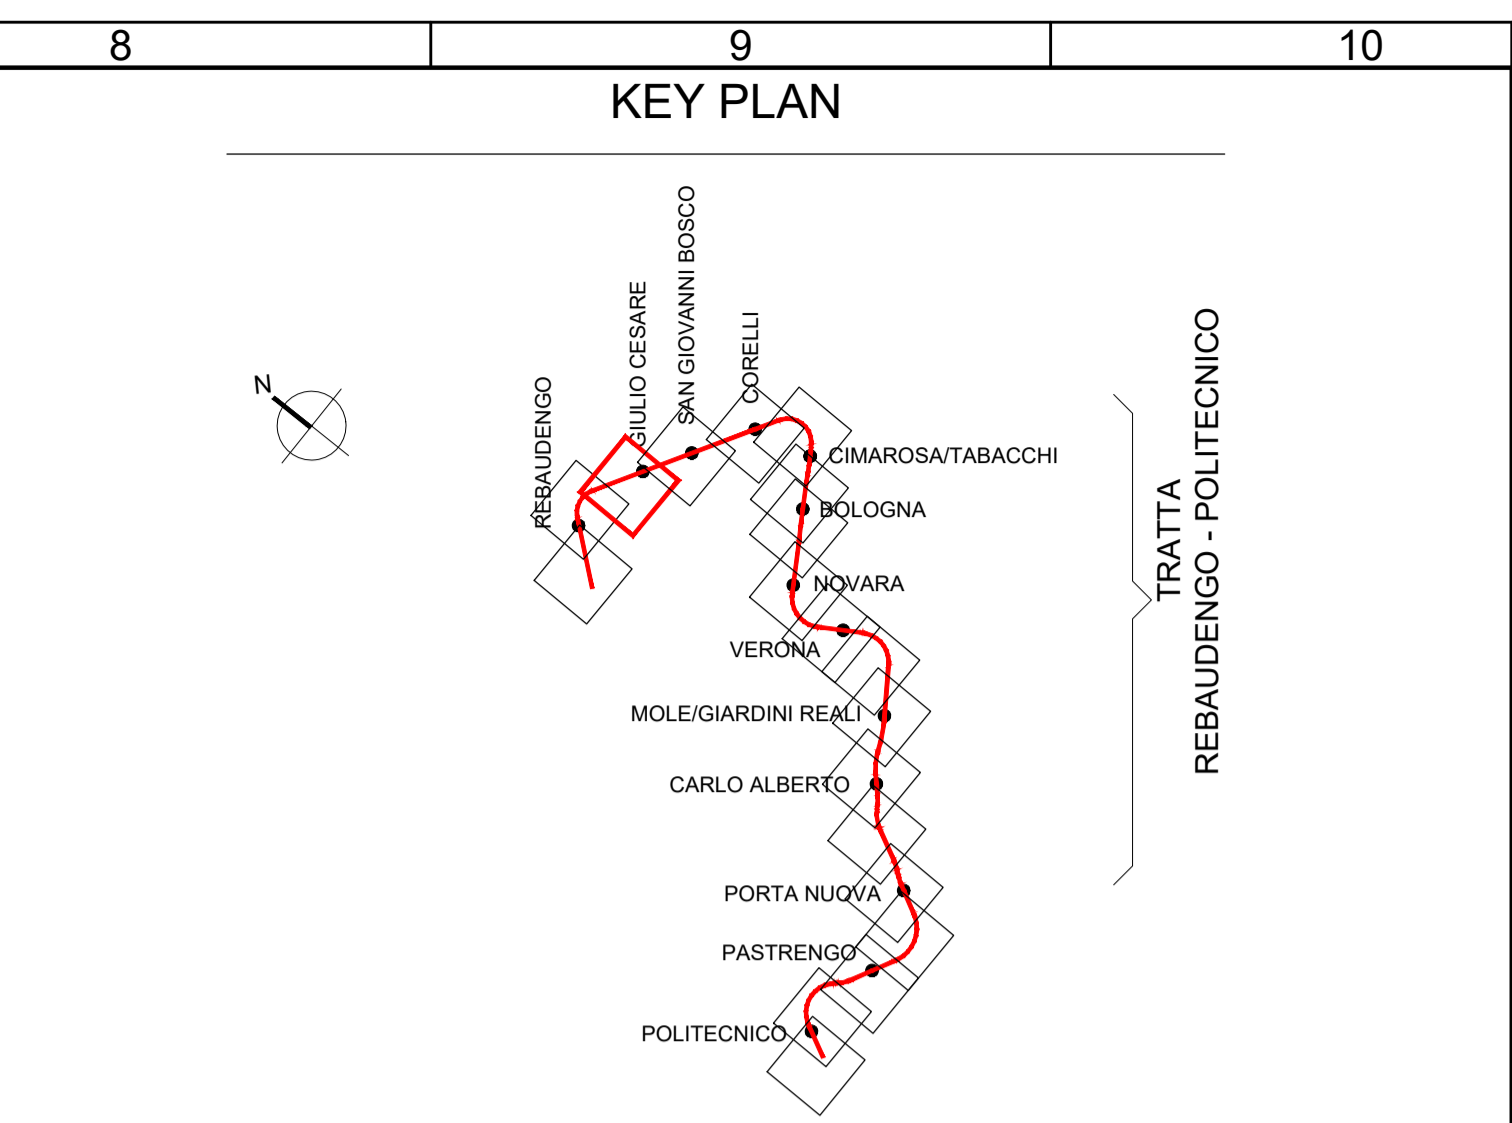 8
9
10
KEY PLAN
REBAUDENGO
GIULIO CESARE
SAN GIOVANNI BOSCO
CORELLI
N
CIMAROSA/TABACCHI
BOLOGNA
NOVARA
VERONA
MOLE/GIARDINI REALI
CARLO ALBERTO
PORTA NUOVA
PASTRENGO
POLITECNICO
TRATTA
REBAUDENGO - POLITECNICO